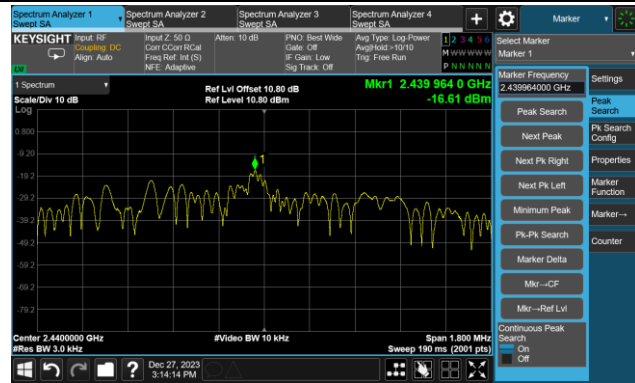 Spectrum Analyzer 1
Swept SA
Spectrum Analyzer 2
Swept SA
Spectrum Analyzer 3
Swept SA
Spectrum Analyzer 4
Swept SA
+
Marker
KEYSIGHT
Input: RF
Coupling: DC
Align: Auto
Input Z: 50 Ω
Corr CCorr RCal
Freq Ref: Int (S)
NFE: Adaptive
Atten: 10 dB
PNO: Best Wide
Gate: Off
IF Gain: Low
Sig Track: Off
Avg Type: Log-Power
Avg|Hold:>10/10
Trig: Free Run
1 2 3 4 5 6
M W W W W W
P N N N N N
Select Marker
Marker 1
1 Spectrum
Scale/Div 10 dB
Log
Ref Lvl Offset 10.80 dB
Ref Level 10.80 dBm
Mkr1 2.439 964 0 GHz
-16.61 dBm
0.800
-9.20
-19.2
-29.2
-39.2
-49.2
-59.2
-69.2
-79.2
1
Center 2.4400000 GHz
#Res BW 3.0 kHz
#Video BW 10 kHz
Span 1.800 MHz
Sweep 190 ms (2001 pts)
Marker Frequency
2.439964000 GHz
Peak Search
Next Peak
Next Pk Right
Next Pk Left
Minimum Peak
Pk-Pk Search
Marker Delta
Mkr→CF
Mkr→Ref Lvl
Continuous Peak
Search
On
Off
Settings
Peak
Search
Pk Search
Config
Properties
Marker
Function
Marker→
Counter
?
Dec 27, 2023
3:14:14 PM